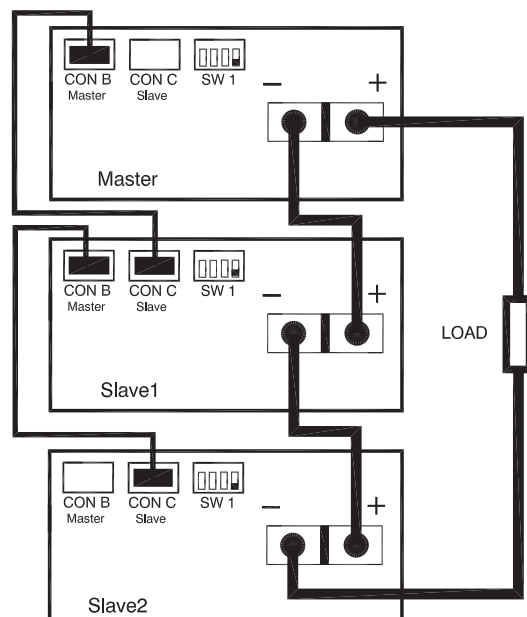 CON B CON C SW 1
Master Slave
− +
Master
CON B CON C SW 1
Master Slave
− +
LOAD
Slave1
CON B CON C SW 1
Master Slave
− +
Slave2